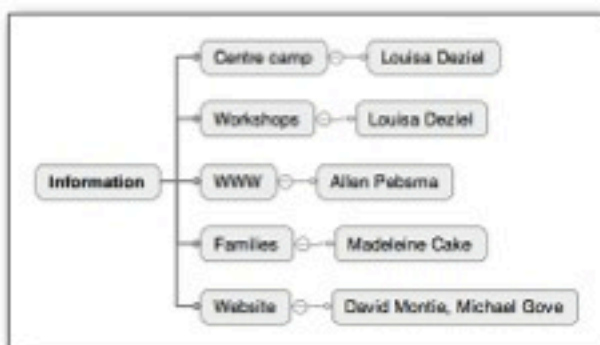 Centre camp
Louisa Deziel
Workshops
Louisa Deziel
Information
WWW
Allen Pebsma
Families
Madeleine Cake
Website
David Montie, Michael Gove